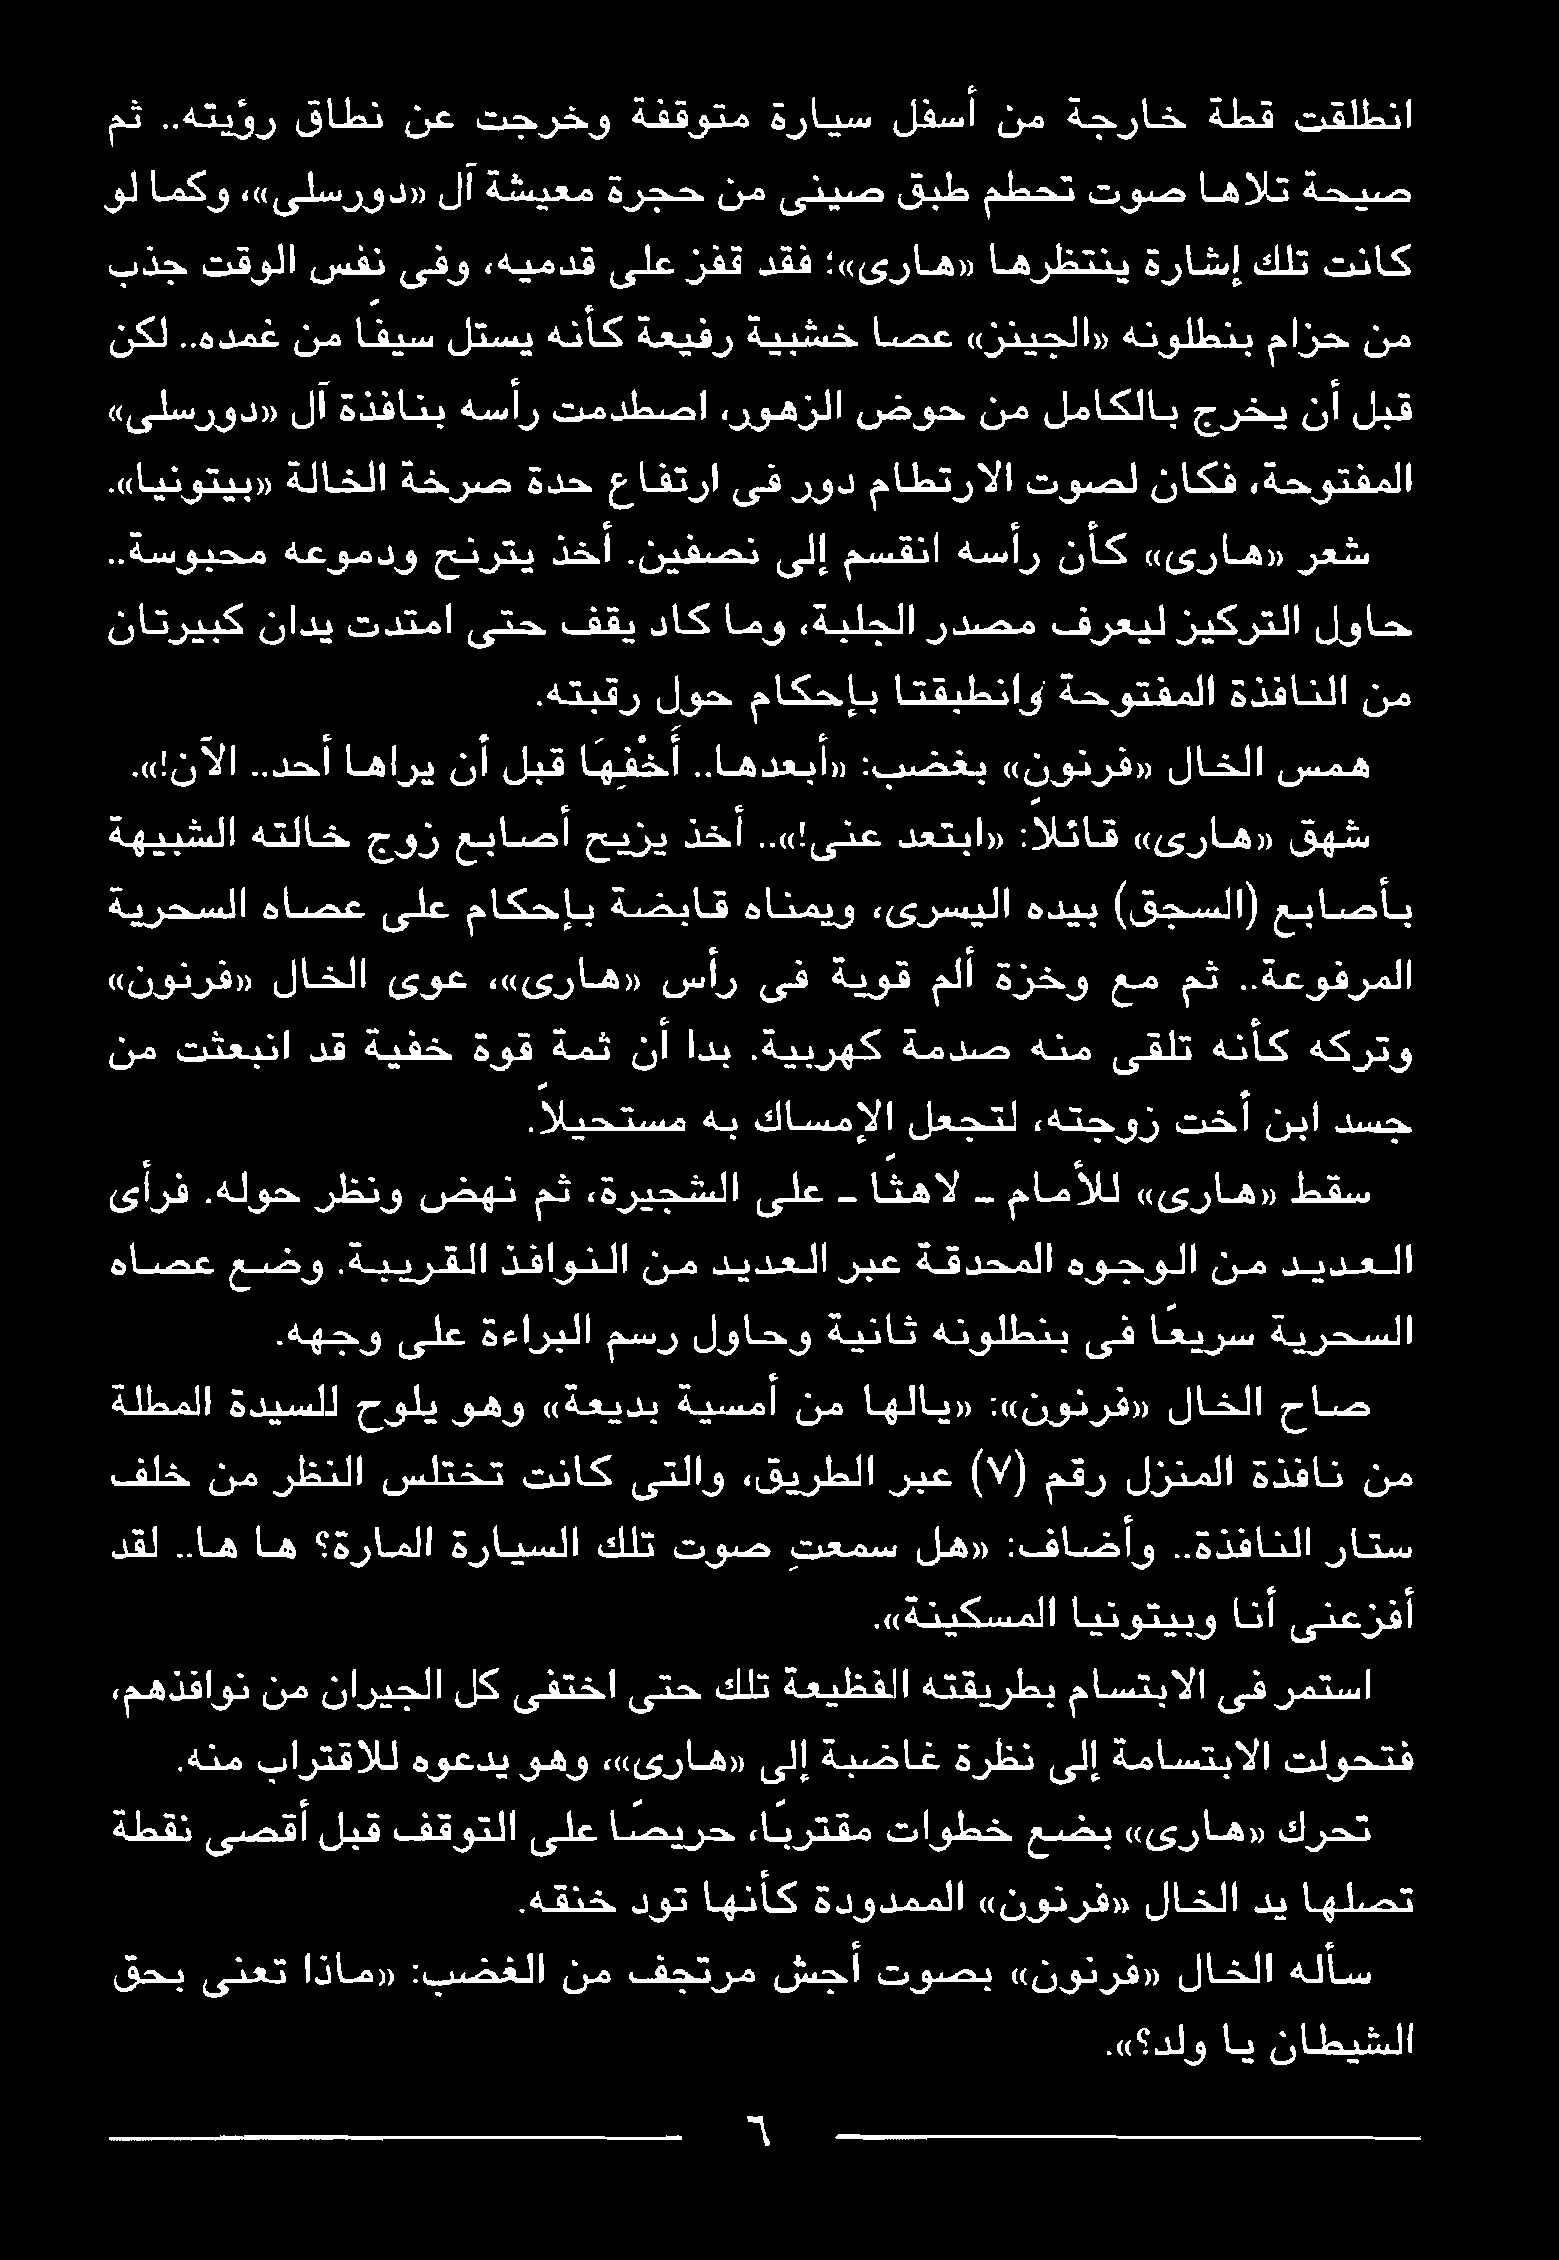 انطلقت قطة خارجة من أسفل سيارة متوقفة وخرجت عن نطاق رؤيته.. ثم
صيحة تلاها صوت تحطم طبق صينى من حجرة معيشة آل «دورسلى»، وكما لو
كانت تلك إشارة ينتظرها «هارى»؛ فقد قفز على قدميه، وفى نفس الوقت جذب
من حزام بنطلونه «الجينز» عصا خشبية رفيعة كأنه يستل سيفًا من غمده.. لكن
قبل أن يخرج بالكامل من حوض الزهور، اصطدمت رأسه بنافذة آل «دورسلى»
المفتوحة، فكان لصوت الارتطام دور فى ارتفاع حدة صرخة الخالة «بيتونيا».
شعر «هارى» كأن رأسه انقسم إلى نصفين. أخذ يترنح ودموعه محبوسة..
حاول التركيز ليعرف مصدر الجلبة، وما كاد يقف حتى امتدت يدان كبيرتان
من النافذة المفتوحة وانطبقتا بإحكام حول رقبته.
همس الخال «فرنون» بغضب: «أبعدها.. أَخْفِهَا قبل أن يراها أحد.. الآن!».
شهق «هارى» قائلاً: «ابتعد عنى!».. أخذ يزيح أصابع زوج خالته الشبيهة
بأصابع (السجق) بيده اليسرى، ويمناه قابضة بإحكام على عصاه السحرية
المرفوعة.. ثم مع وخزة ألم قوية فى رأس «هارى»، عوى الخال «فرنون»
وتركه كأنه تلقى منه صدمة كهربية. بدا أن ثمة قوة خفية قد انبعثت من
جسد ابن أخت زوجته، لتجعل الإمساك به مستحيلاً.
سقط «هارى» للأمام - لاهثًا - على الشجيرة، ثم نهض ونظر حوله. فرأى
العديد من الوجوه المحدقة عبر العديد من النوافذ القريبة. وضع عصاه
السحرية سريعًا فى بنطلونه ثانية وحاول رسم البراءة على وجهه.
صاح الخال «فرنون»: «يالها من أمسية بديعة» وهو يلوح للسيدة المطلة
من نافذة المنزل رقم (٧) عبر الطريق، والتى كانت تختلس النظر من خلف
ستار النافذة.. وأضاف: «هل سمعتِ صوت تلك السيارة المارة؟ ها ها.. لقد
أفزعنى أنا وبيتونيا المسكينة».
استمر فى الابتسام بطريقته الفظيعة تلك حتى اختفى كل الجيران من نوافذهم،
فتحولت الابتسامة إلى نظرة غاضبة إلى «هارى»، وهو يدعوه للاقتراب منه.
تحرك «هارى» بضع خطوات مقتربًا، حريصًا على التوقف قبل أقصى نقطة
تصلها يد الخال «فرنون» الممدودة كأنها تود خنقه.
سأله الخال «فرنون» بصوت أجش مرتجف من الغضب: «ماذا تعنى بحق
الشيطان يا ولد؟».
٦